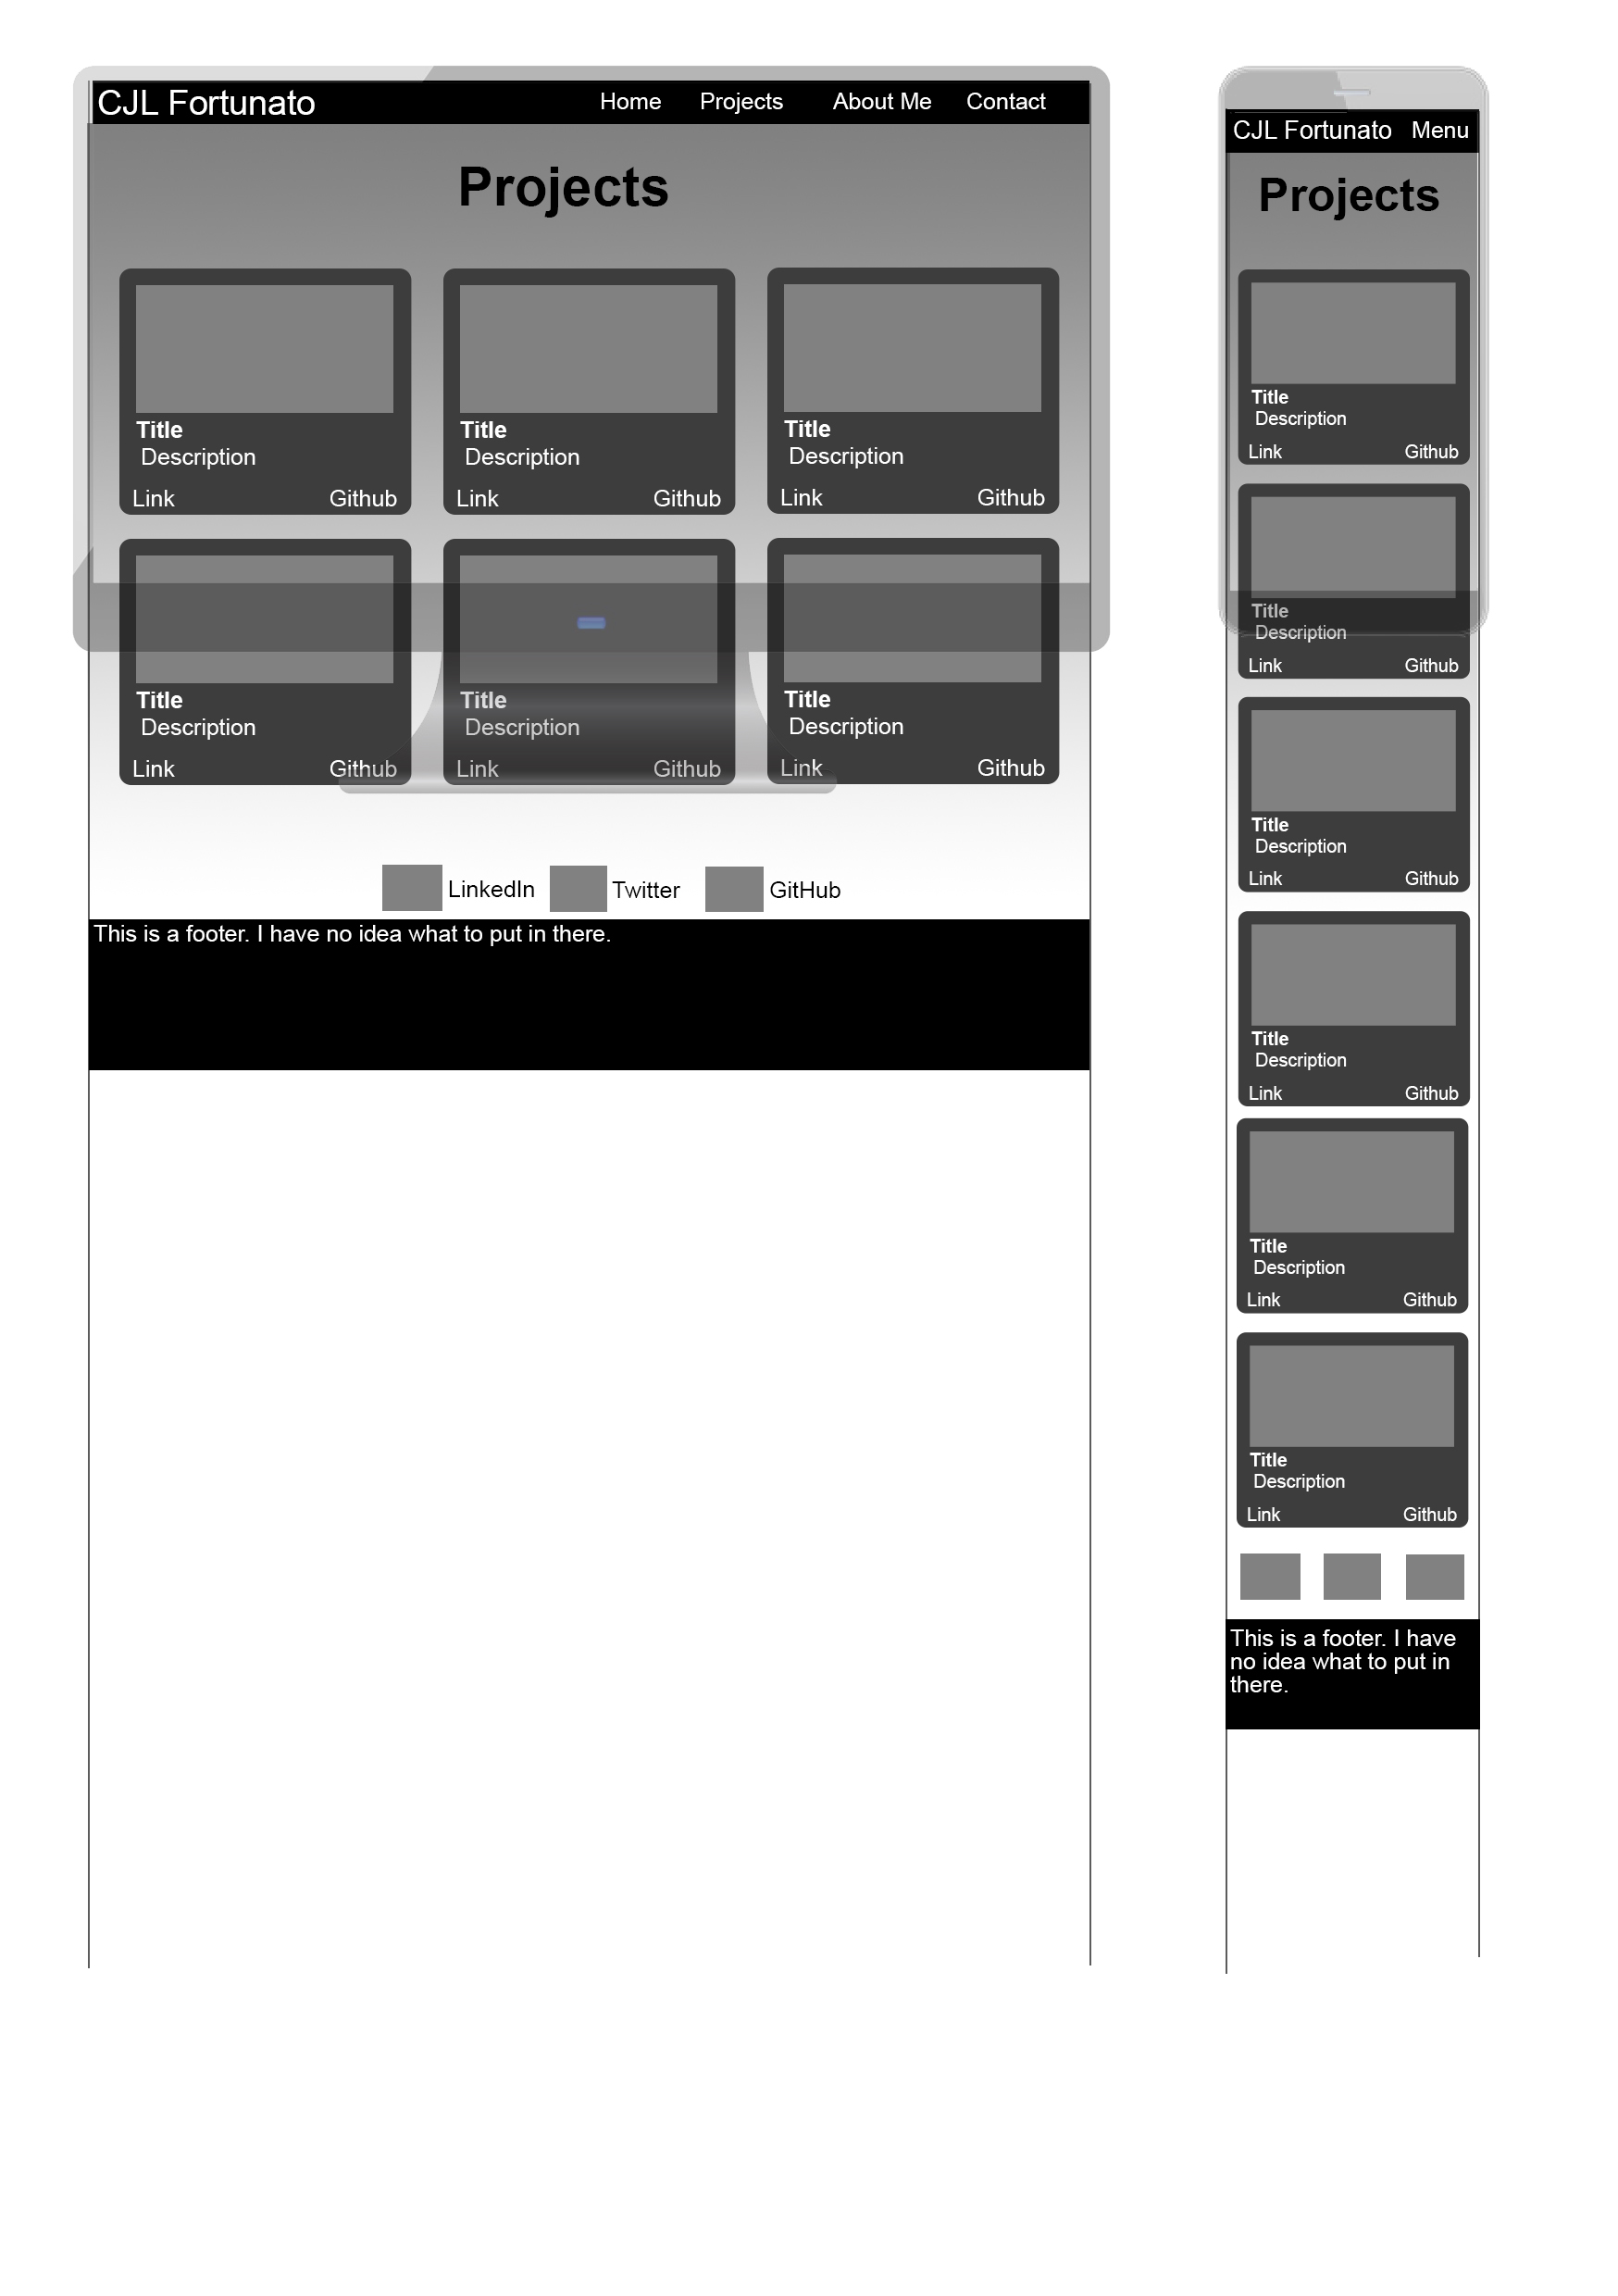 CJL Fortunato Home Projects About Me Contact
Projects
Title Title Title
Description Description Description
Link Github Link Github Link Github
Title Title Title
Description Description Description
Link Github Link Github Link Github
LinkedIn Twitter GitHub
This is a footer. I have no idea what to put in there.
CJL Fortunato Menu
Projects
Title
Description
Link Github
Title
Description
Link Github
Title
Description
Link Github
Title
Description
Link Github
Title
Description
Link Github
Title
Description
Link Github
This is a footer. I have
no idea what to put in
there.